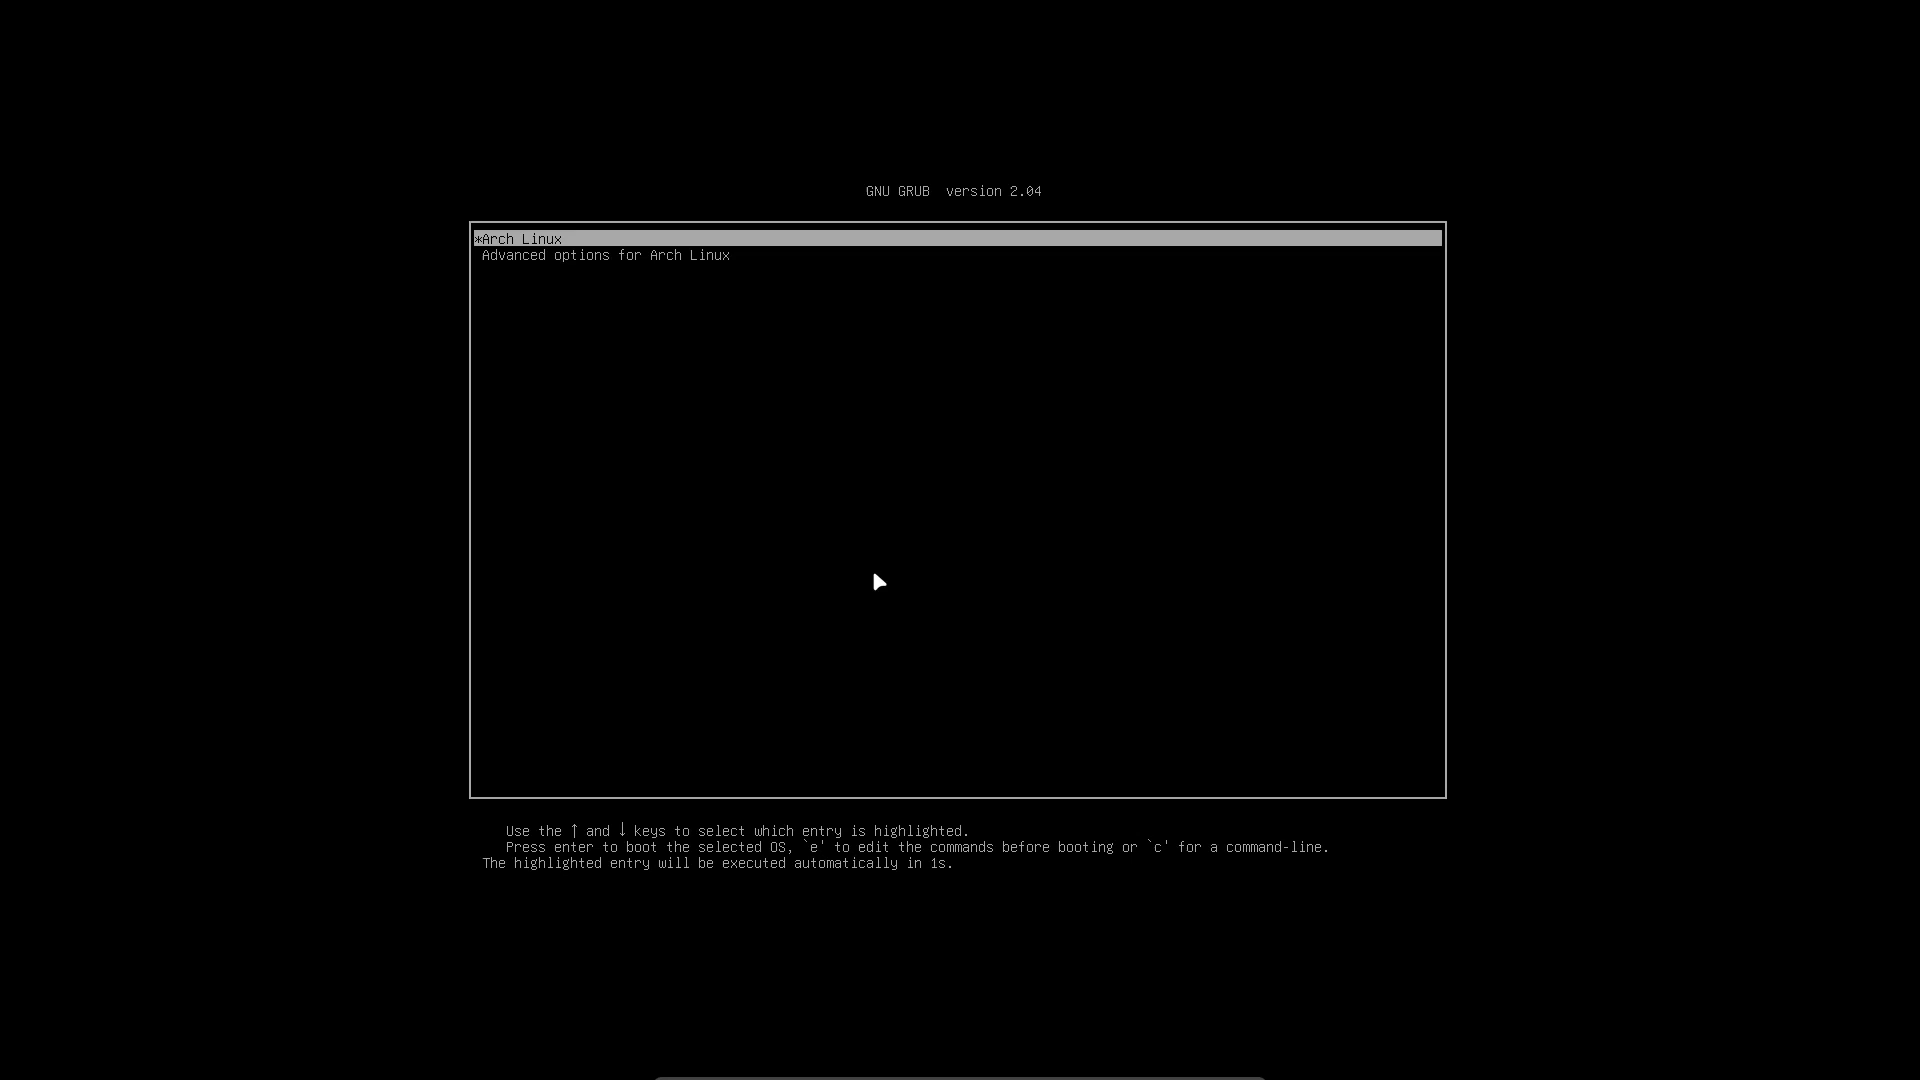 GNU GRUB  version 2.04
*Arch Linux
Advanced options for Arch Linux
Use the ↑ and ↓ keys to select which entry is highlighted.
Press enter to boot the selected OS, `e' to edit the commands before booting or `c' for a command-line.
The highlighted entry will be executed automatically in 1s.